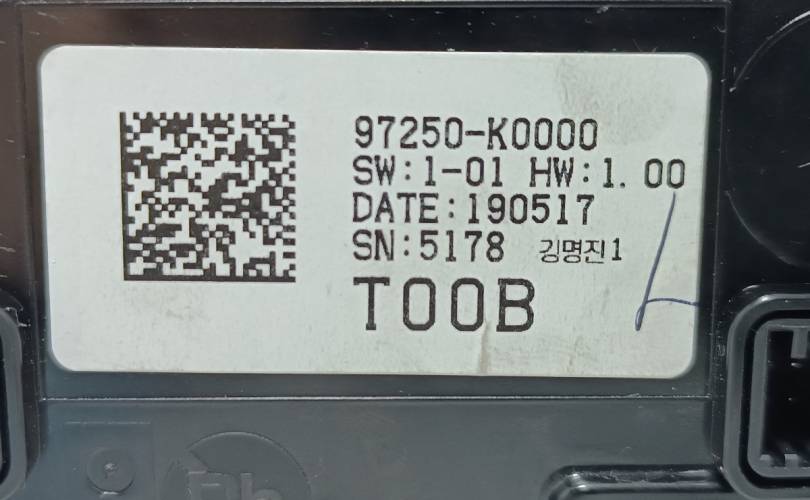 97250-K0000
SW:1-01 HW:1.00
DATE:190517
SN:5178 김명진1
T00B